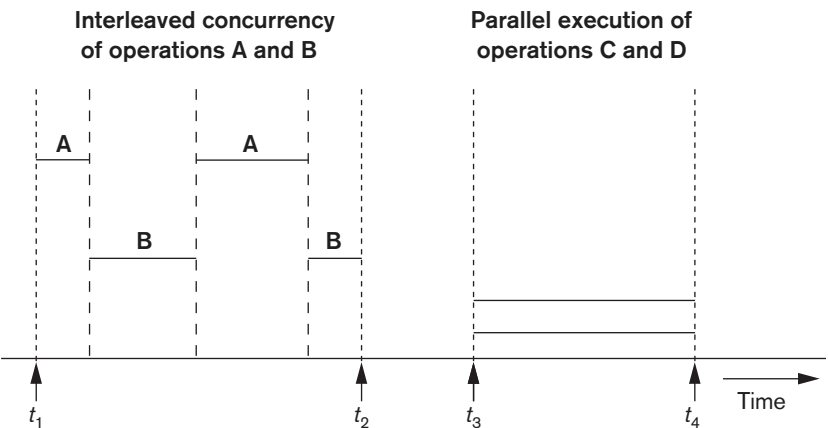 Interleaved concurrency
of operations A and B
Parallel execution of
operations C and D
A
A
B
B
t1
t2
t3
t4
Time